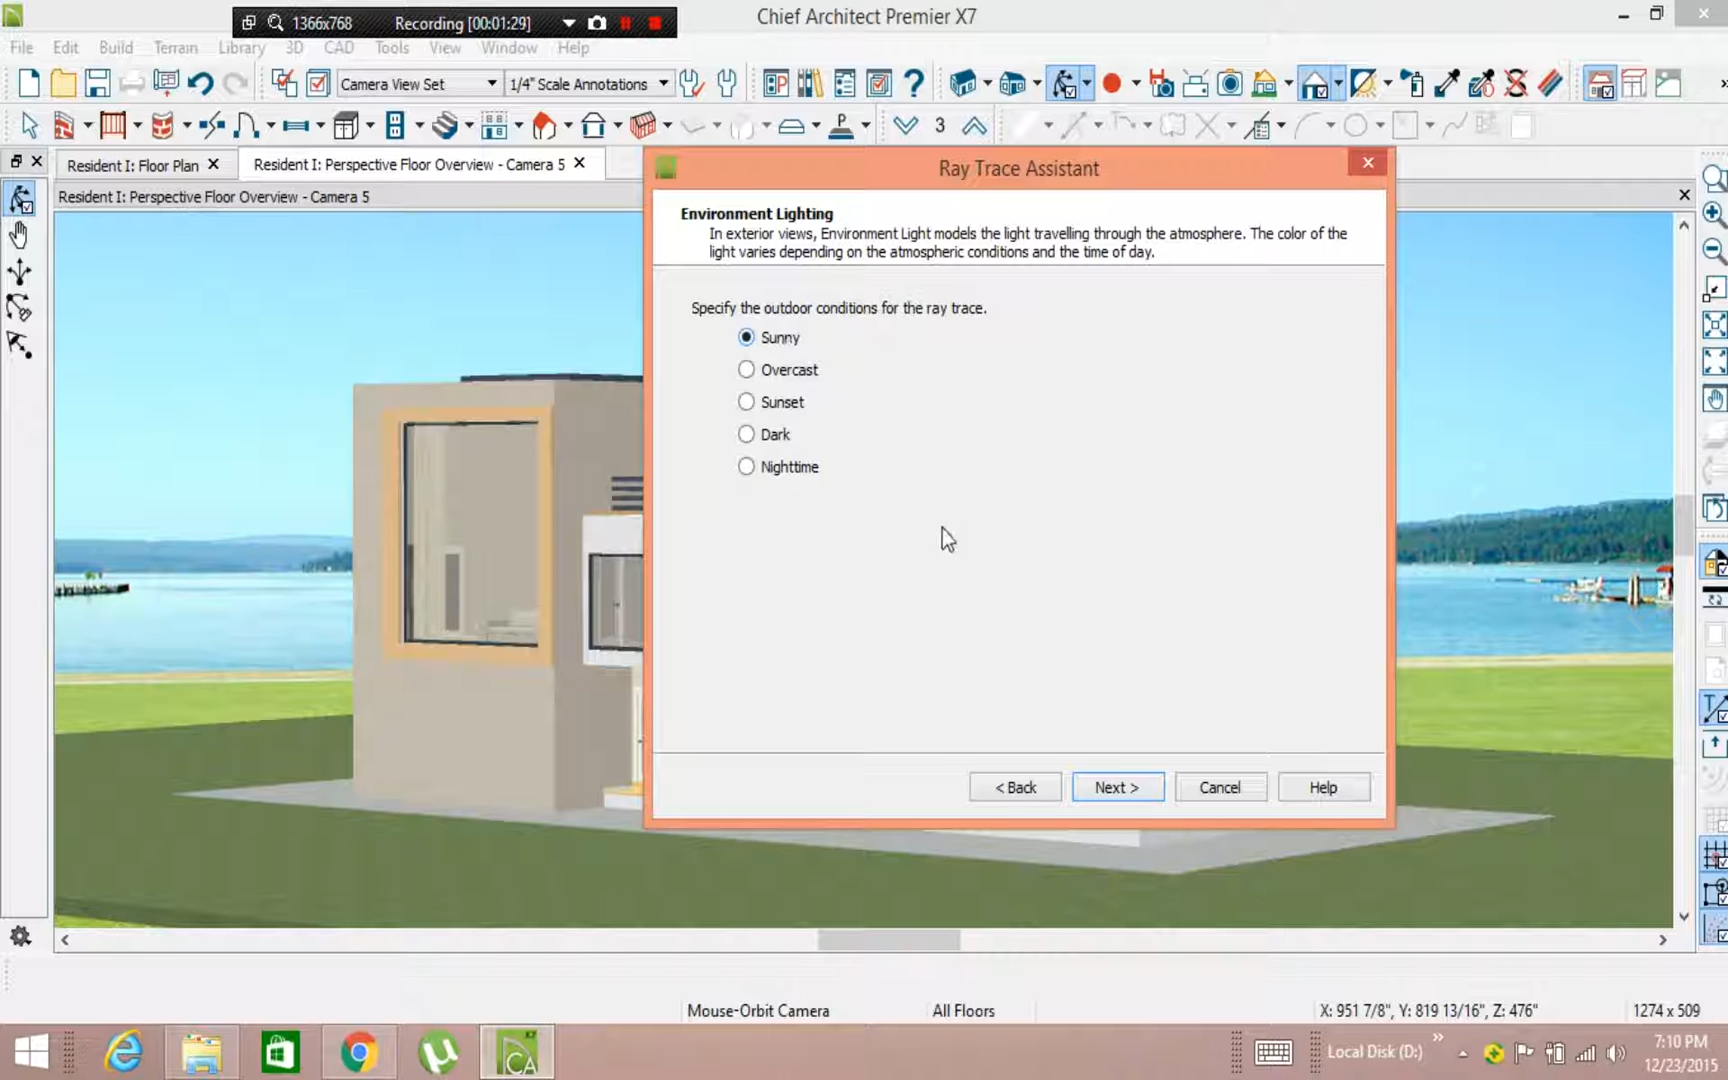 1366x768
Recording [00:01:29]
Chief Architect Premier X7
File Edit Build Terrain Library 3D CAD Tools View Window Help
Camera View Set
1/4" Scale Annotations
P
?
P
3
Resident I: Floor Plan
Resident I: Perspective Floor Overview - Camera 5
Resident I: Perspective Floor Overview - Camera 5
Ray Trace Assistant
Environment Lighting
In exterior views, Environment Light models the light travelling through the atmosphere. The color of the
light varies depending on the atmospheric conditions and the time of day.
Specify the outdoor conditions for the ray trace.
Sunny
Overcast
Sunset
Dark
Nighttime
< Back
Next >
Cancel
Help
Mouse-Orbit Camera
All Floors
X: 951 7/8", Y: 819 13/16", Z: 476"
1274 x 509
X7
CA
Local Disk (D:)
7:10 PM
12/23/2015